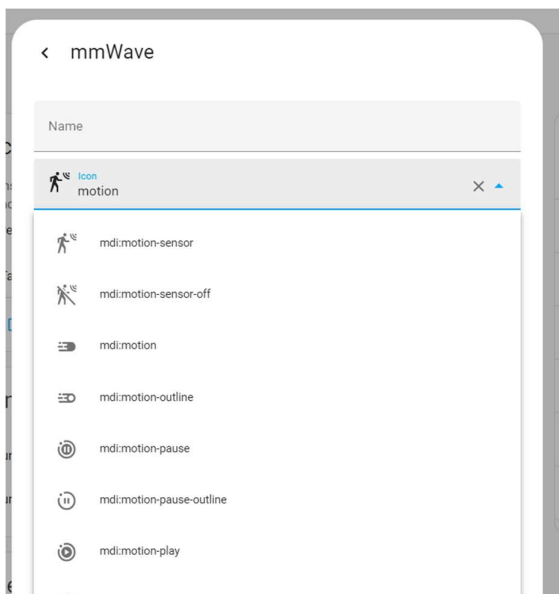 mmWave
Name
Icon
motion
mdi:motion-sensor
mdi:motion-sensor-off
mdi:motion
mdi:motion-outline
mdi:motion-pause
mdi:motion-pause-outline
mdi:motion-play